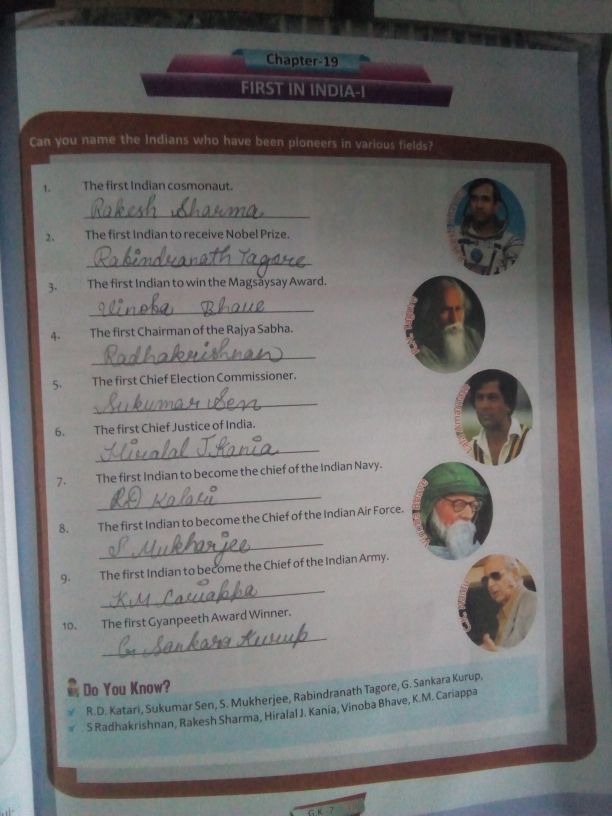 Chapter-19
FIRST IN INDIA-I
Can you name the Indians who have been pioneers in various fields?
1. The first Indian cosmonaut.
Rakesh Sharma
2. The first Indian to receive Nobel Prize.
Rabindranath Tagore
3. The first Indian to win the Magsaysay Award.
Vinoba Bhave
4. The first Chairman of the Rajya Sabha.
Radhakrishnan
5. The first Chief Election Commissioner.
Sukumar Sen
6. The first Chief Justice of India.
Hiralal J. Kania
7. The first Indian to become the chief of the Indian Navy.
RD Katari
8. The first Indian to become the Chief of the Indian Air Force.
S Mukharjee
9. The first Indian to become the Chief of the Indian Army.
K.M Cariappa
10. The first Gyanpeeth Award Winner.
G Sankara Kurup
Do You Know?
R.D. Katari, Sukumar Sen, S. Mukherjee, Rabindranath Tagore, G. Sankara Kurup,
S Radhakrishnan, Rakesh Sharma, Hiralal J. Kania, Vinoba Bhave, K.M. Cariappa
G.K-7